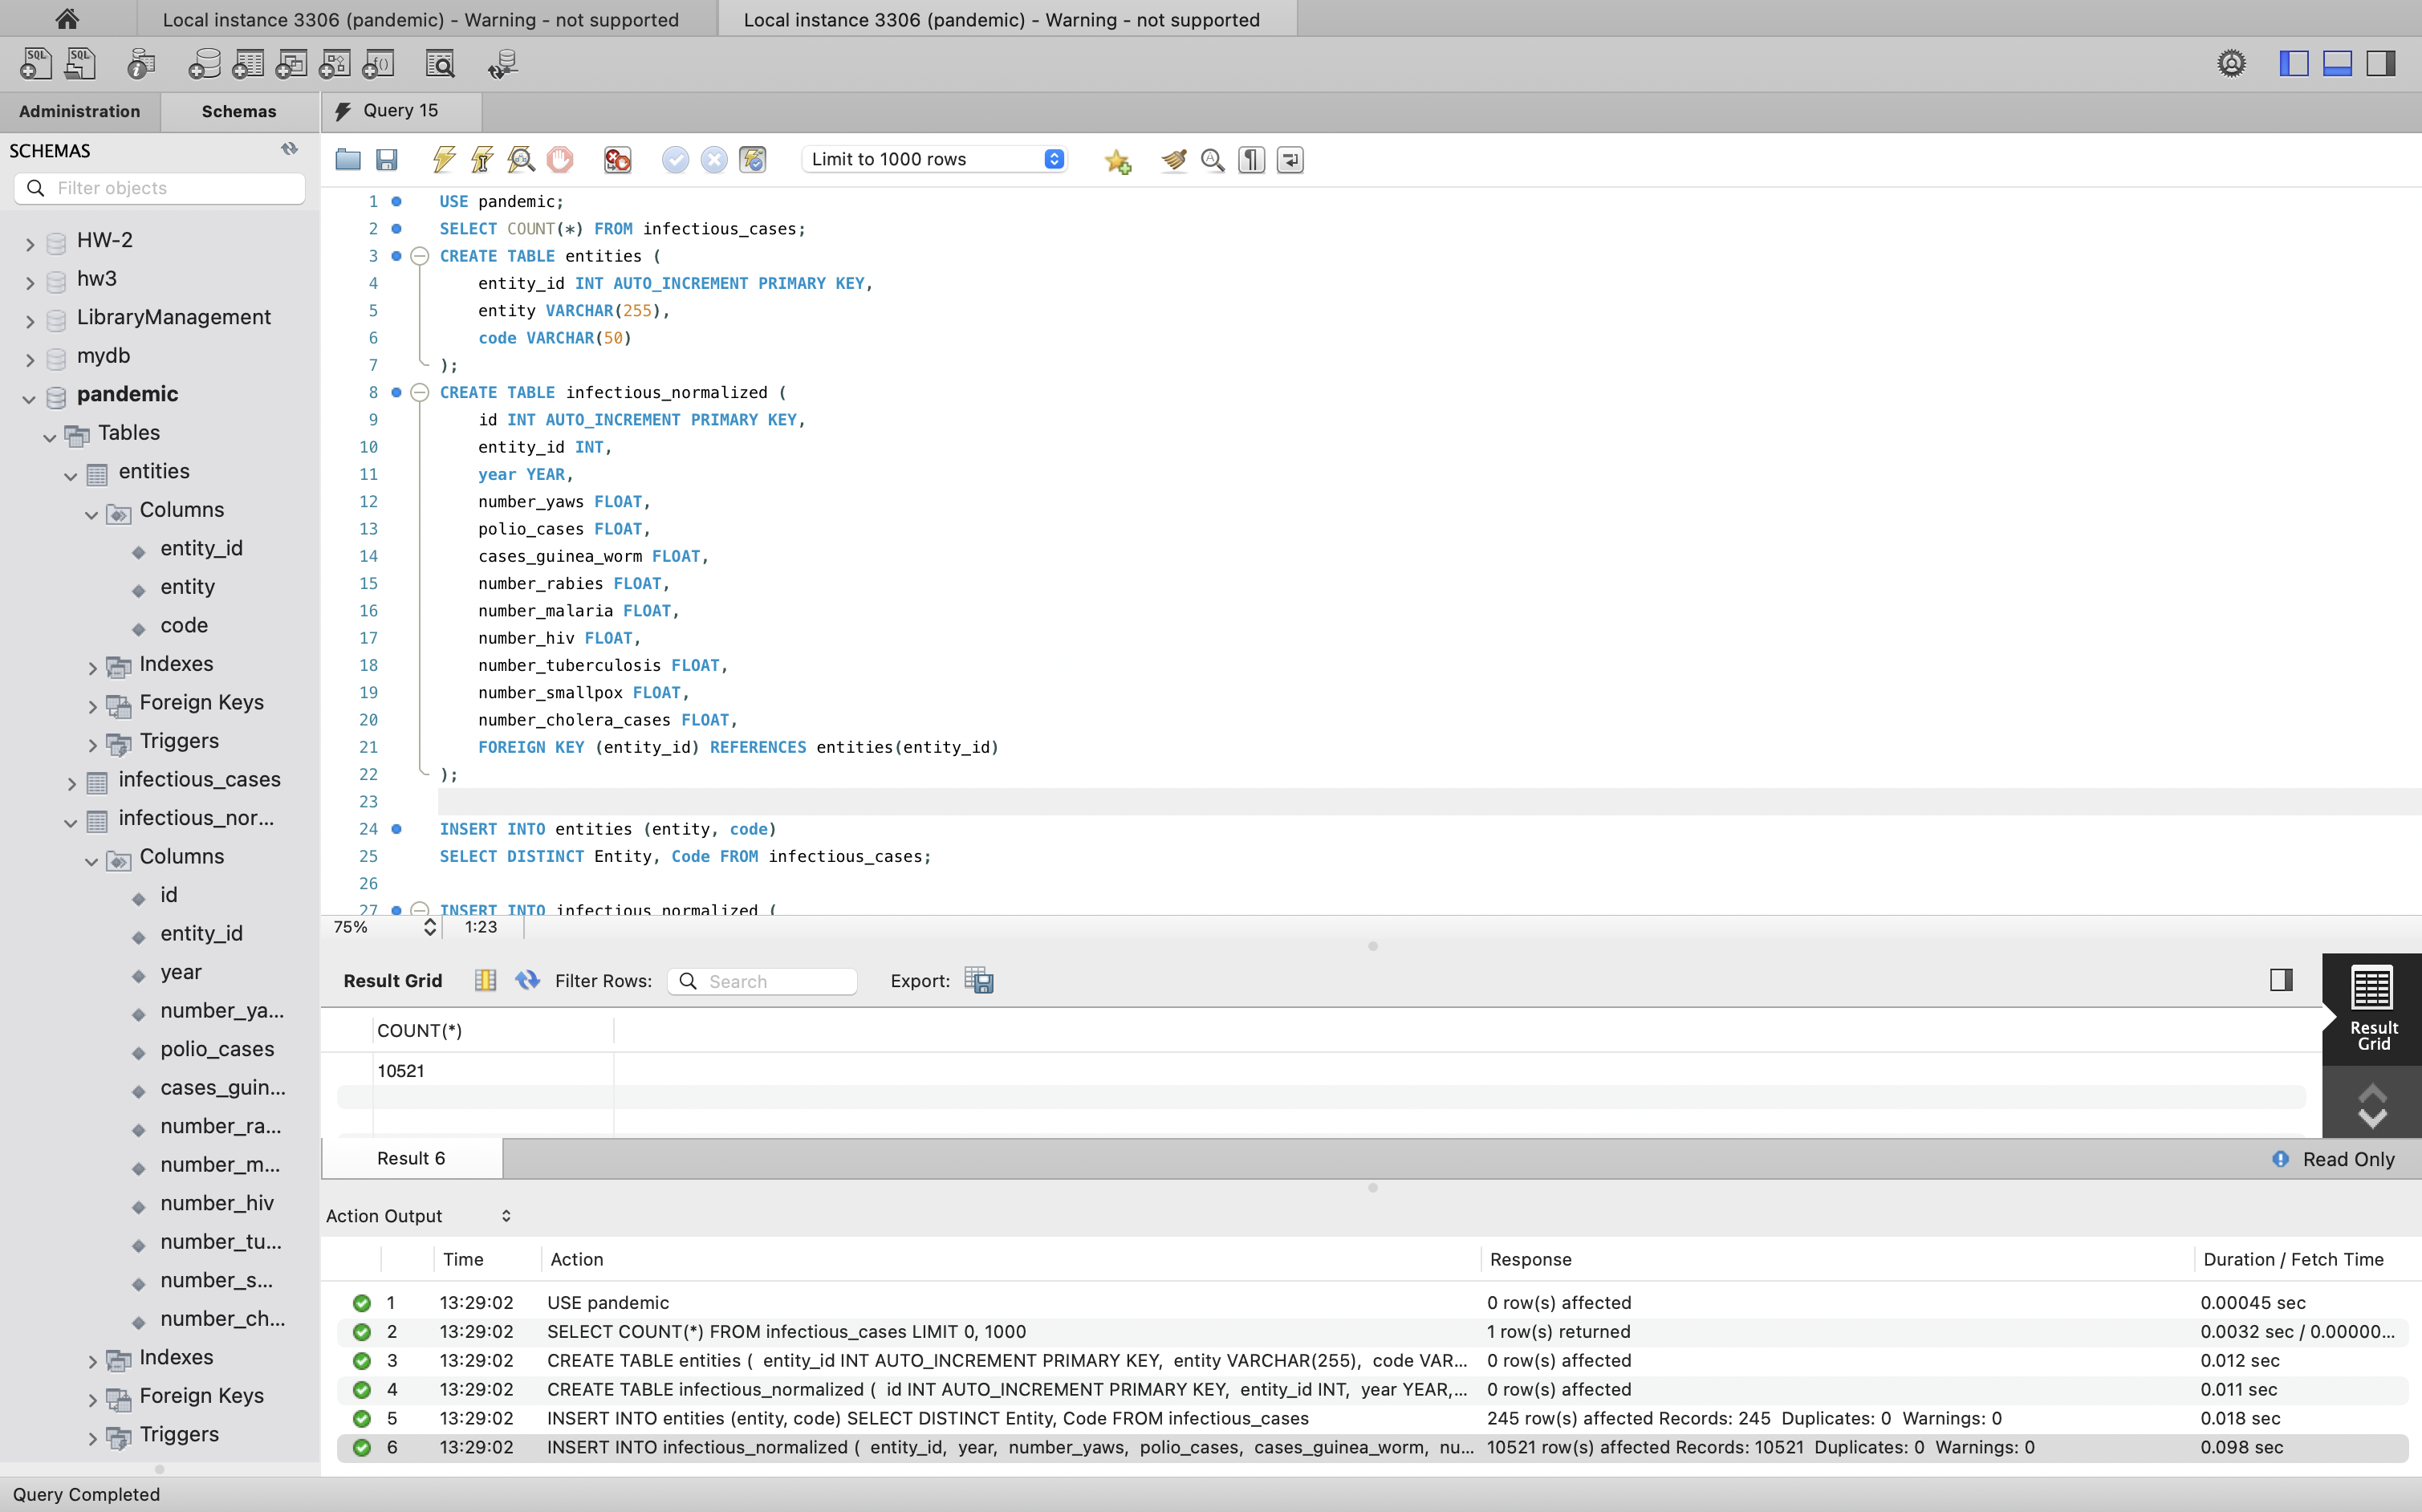 Local instance 3306 (pandemic) - Warning - not supported
Local instance 3306 (pandemic) - Warning - not supported
Administration
Schemas
Query 15
SCHEMAS
Filter objects
HW-2
hw3
LibraryManagement
mydb
pandemic
Tables
entities
Columns
entity_id
entity
code
Indexes
Foreign Keys
Triggers
infectious_cases
infectious_nor...
Columns
id
entity_id
year
number_ya...
polio_cases
cases_guin...
number_ra...
number_m...
number_hiv
number_tu...
number_s...
number_ch...
Indexes
Foreign Keys
Triggers
Limit to 1000 rows
1 USE pandemic;
2 SELECT COUNT(*) FROM infectious_cases;
3 CREATE TABLE entities (
4 entity_id INT AUTO_INCREMENT PRIMARY KEY,
5 entity VARCHAR(255),
6 code VARCHAR(50)
7 );
8 CREATE TABLE infectious_normalized (
9 id INT AUTO_INCREMENT PRIMARY KEY,
10 entity_id INT,
11 year YEAR,
12 number_yaws FLOAT,
13 polio_cases FLOAT,
14 cases_guinea_worm FLOAT,
15 number_rabies FLOAT,
16 number_malaria FLOAT,
17 number_hiv FLOAT,
18 number_tuberculosis FLOAT,
19 number_smallpox FLOAT,
20 number_cholera_cases FLOAT,
21 FOREIGN KEY (entity_id) REFERENCES entities(entity_id)
22 );
23
24 INSERT INTO entities (entity, code)
25 SELECT DISTINCT Entity, Code FROM infectious_cases;
26
27 INSERT INTO infectious_normalized (
75% 1:23
Result Grid Filter Rows: Search Export:
COUNT(*)
10521
Result
Grid
Result 6
Read Only
Action Output
Time Action Response Duration / Fetch Time
1 13:29:02 USE pandemic 0 row(s) affected 0.00045 sec
2 13:29:02 SELECT COUNT(*) FROM infectious_cases LIMIT 0, 1000 1 row(s) returned 0.0032 sec / 0.00000...
3 13:29:02 CREATE TABLE entities ( entity_id INT AUTO_INCREMENT PRIMARY KEY, entity VARCHAR(255), code VAR... 0 row(s) affected 0.012 sec
4 13:29:02 CREATE TABLE infectious_normalized ( id INT AUTO_INCREMENT PRIMARY KEY, entity_id INT, year YEAR,... 0 row(s) affected 0.011 sec
5 13:29:02 INSERT INTO entities (entity, code) SELECT DISTINCT Entity, Code FROM infectious_cases 245 row(s) affected Records: 245 Duplicates: 0 Warnings: 0 0.018 sec
6 13:29:02 INSERT INTO infectious_normalized ( entity_id, year, number_yaws, polio_cases, cases_guinea_worm, nu... 10521 row(s) affected Records: 10521 Duplicates: 0 Warnings: 0 0.098 sec
Query Completed